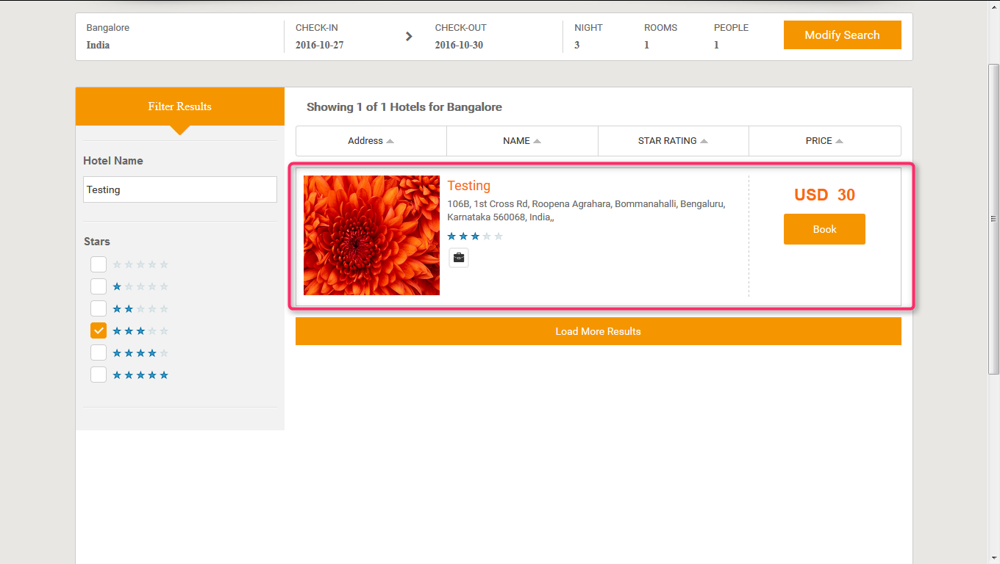 Bangalore
India
CHECK-IN
2016-10-27
CHECK-OUT
2016-10-30
NIGHT
3
ROOMS
1
PEOPLE
1
Modify Search
Filter Results
Hotel Name
Testing
Stars
Showing 1 of 1 Hotels for Bangalore
Address
NAME
STAR RATING
PRICE
Testing
106B, 1st Cross Rd, Roopena Agrahara, Bommanahalli, Bengaluru,
Karnataka 560068, India,,
USD 30
Book
Load More Results